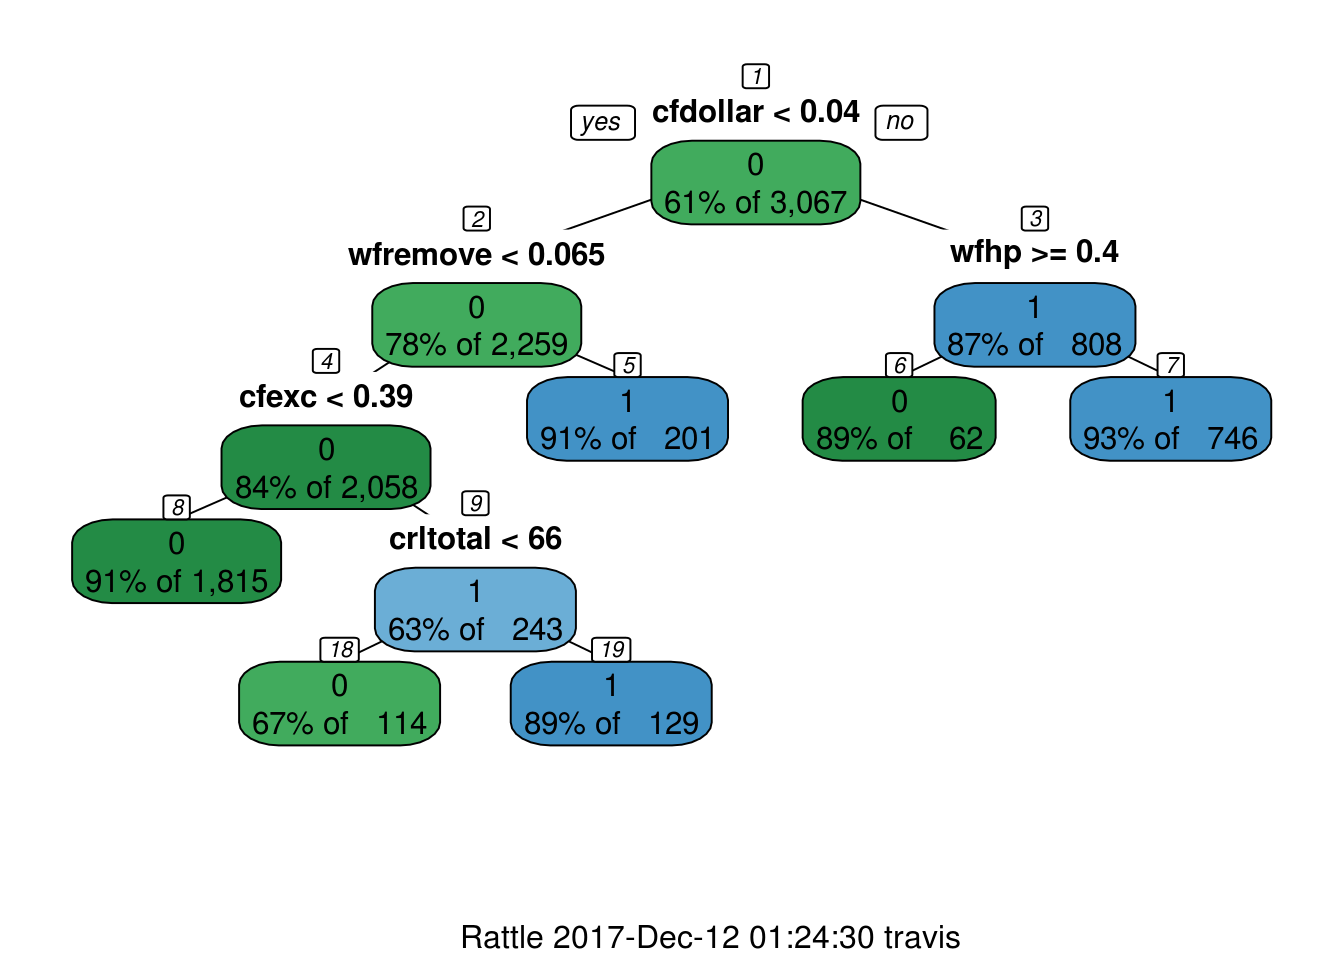 1
yes cfdollar < 0.04 no
0
61% of 3,067
2
wfremove < 0.065
0
78% of 2,259
3
wfhp >= 0.4
1
87% of 808
4
cfexc < 0.39
0
84% of 2,058
5
1
91% of 201
6
0
89% of 62
7
1
93% of 746
8
0
91% of 1,815
9
crltotal < 66
1
63% of 243
18
0
67% of 114
19
1
89% of 129
Rattle 2017-Dec-12 01:24:30 travis